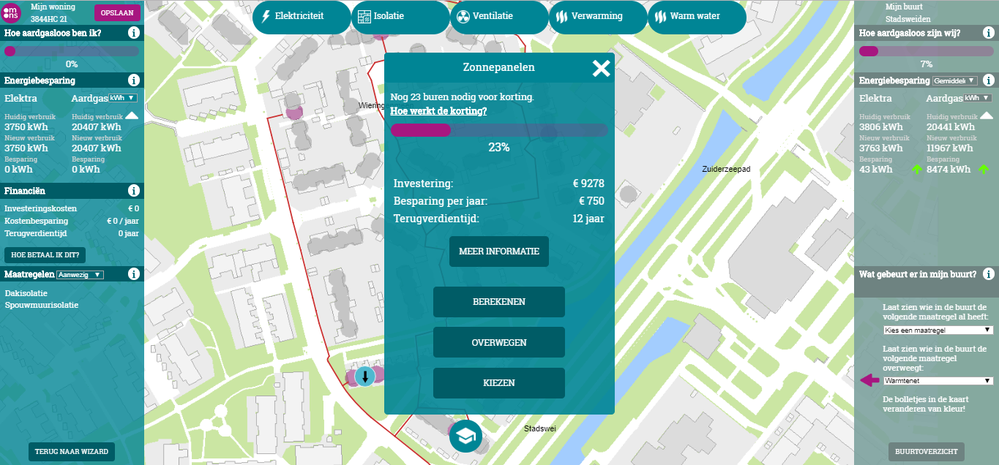 om
ons
Mijn woning
3844HC 21
OPSLAAN
Hoe aardgasloos ben ik?
i
0%
Energiebesparing
i
Elektra
Aardgas
kWh
Huidig verbruik
Huidig verbruik
3750 kWh
20407 kWh
Nieuw verbruik
Nieuw verbruik
3750 kWh
20407 kWh
Besparing
Besparing
0 kWh
0 kWh
Financiën
i
Investeringskosten € 0
Kostenbesparing € 0 / jaar
Terugverdientijd 0 jaar
HOE BETAAL IK DIT?
Maatregelen
Aanwezig
i
Dakisolatie
Spouwmuurisolatie
TERUG NAAR WIZARD
Elektriciteit
Isolatie
Ventilatie
Verwarming
Warm water
Wiering
Zuiderzeepad
Stadswei
Zonnepanelen
Nog 23 buren nodig voor korting.
Hoe werkt de korting?
23%
Investering: € 9278
Besparing per jaar: € 750
Terugverdientijd: 12 jaar
MEER INFORMATIE
BEREKENEN
OVERWEGEN
KIEZEN
Mijn buurt
Stadsweiden
Hoe aardgasloos zijn wij?
i
7%
Energiebesparing
Gemiddeld
i
Elektra
Aardgas
kWh
Huidig verbruik
Huidig verbruik
3806 kWh
20441 kWh
Nieuw verbruik
Nieuw verbruik
3763 kWh
11967 kWh
Besparing
Besparing
43 kWh
8474 kWh
Wat gebeurt er in mijn buurt?
i
Laat zien wie in de buurt de
volgende maatregel al heeft:
Kies een maatregel
Laat zien wie in de buurt de
volgende maatregel
overweegt:
Warmtenet
De bolletjes in de kaart
veranderen van kleur!
BUURTOVERZICHT